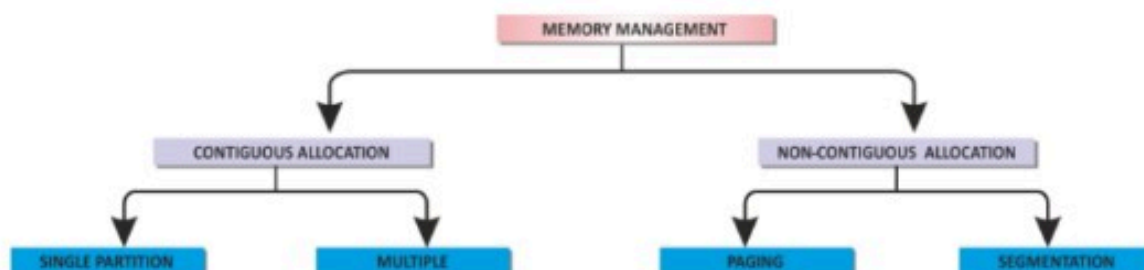 MEMORY MANAGEMENT
CONTIGUOUS ALLOCATION
NON-CONTIGUOUS ALLOCATION
SINGLE PARTITION
MULTIPLE
PAGING
SEGMENTATION